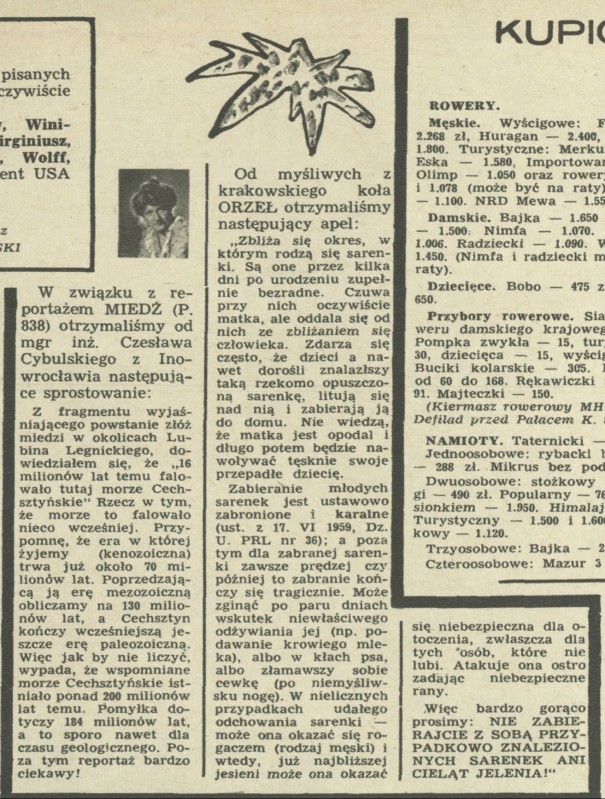 pisanych
czywiście
y, Wini-
irginiusz,
, Wolff,
ent USA
z
SKI
W związku z re-
portażem MIEDŹ (P.
838) otrzymaliśmy od
mgr inż. Czesława
Cybulskiego z Ino-
wrocławia następują-
ce sprostowanie:
Z fragmentu wyjaś-
niającego powstanie złóż
miedzi w okolicach Lu-
bina Legnickiego, do-
wiedziałem się, że „16
milionów lat temu falo-
wało tutaj morze Cech-
sztyńskie" Rzecz w tym,
że morze to falowało
nieco wcześniej. Przy-
pomnę, że era w której
żyjemy (kenozoiczna)
trwa już około 70 mi-
lionów lat. Poprzedzają-
cą ją erę mezozoiczną
obliczamy na 130 milio-
nów lat, a Cechsztyn
kończy wcześniejszą je-
szcze erę paleozoiczną.
Więc jak by nie liczyć,
wypada, że wspomniane
morze Cechsztyńskie ist-
niało ponad 200 milionów
lat temu. Pomyłka do-
tyczy 184 milionów lat,
a to sporo nawet dla
czasu geologicznego. Po-
za tym reportaż bardzo
ciekawy!
Od myśliwych z
krakowskiego koła
ORZEŁ otrzymaliśmy
następujący apel:
„Zbliża się okres, w
którym rodzą się saren-
ki. Są one przez kilka
dni po urodzeniu zupeł-
nie bezradne. Czuwa
przy nich oczywiście
matka, ale oddala się od
nich ze zbliżaniem się
człowieka. Zdarza się
często, że dzieci a na-
wet dorośli znalazłszy
taką rzekomo opuszczo-
ną sarenkę, litują się
nad nią i zabierają ją
do domu. Nie wiedzą,
że matka jest opodal i
długo potem będzie na-
woływać tęsknie swoje
przepadłe dziecię.
Zabieranie młodych
sarenek jest ustawowo
zabronione i karalne
(ust. z 17. VI 1959, Dz.
U. PRL nr 36); a poza
tym dla zabranej saren-
ki zawsze prędzej czy
później to zabranie koń-
czy się tragicznie. Może
zginąć po paru dniach
wskutek niewłaściwego
odżywiania jej (np. po-
dawanie krowiego mle-
ka), albo w kłach psa,
albo złamawszy sobie
cewkę (po niemyśliw-
sku nogę). W nielicznych
przypadkach udałego
odchowania sarenki —
może ona okazać się ro-
gaczem (rodzaj męski) i
wtedy, już najbliższej
jesieni może ona okazać
się niebezpieczna dla o-
toczenia, zwłaszcza dla
tych osób, które nie
lubi. Atakuje ona ostro
zadając niebezpieczne
rany.
Więc bardzo gorąco
prosimy: NIE ZABIE-
RAJCIE Z SOBĄ PRZY-
PADKOWO ZNALEZIO-
NYCH SARENEK ANI
CIELĄT JELENIA!"
KUPIC
ROWERY.
Męskie. Wyścigowe: F
2.268 zł, Huragan — 2.400,
1.800. Turystyczne: Merku
Eska — 1.580, Importowan
Olimp — 1.050 oraz rower
i 1.078 (może być na raty)
— 1.100. NRD Mewa — 1.55
Damskie. Bajka — 1.650
— 1.500. Nimfa — 1.070.
1.006. Radziecki — 1.090. W
1.450. (Nimfa i radziecki m
raty).
Dziecięce. Bobo — 475 z
650.
Przybory rowerowe. Sia
weru damskiego krajoweg
Pompka zwykła — 15, tur
30, dziecięca — 15, wyścig
Buciki kolarskie — 305.
od 60 do 168. Rękawiczki
91. Majteczki — 150.
(Kiermasz rowerowy MH
Defilad przed Pałacem K.
NAMIOTY. Taternicki —
Jednoosobowe: rybacki b
— 288 zł. Mikrus bez pod
Dwuosobowe: stożkowy
gi — 490 zł. Popularny — 76
sionkiem — 1.950. Himalaj
Turystyczny — 1.500 i 1.600
kowy — 1.120.
Trzyosobowe: Bajka — 2
Czteroosobowe: Mazur 3